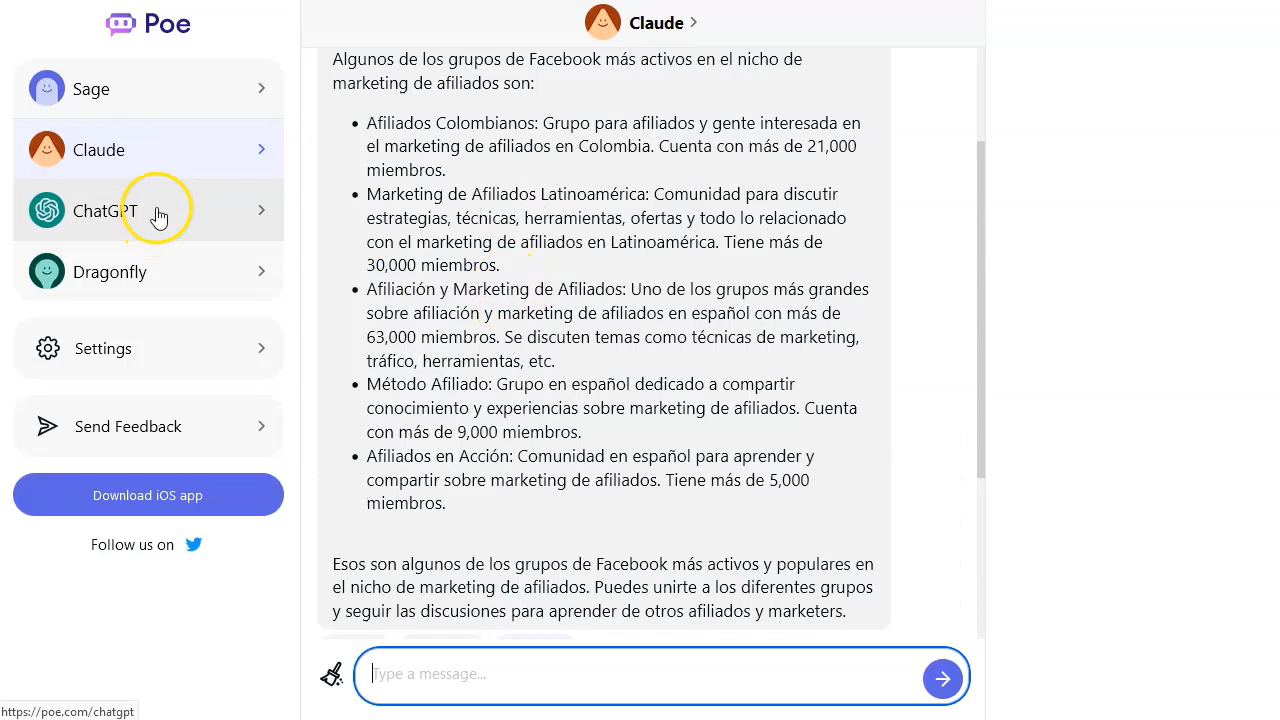 Poe
Sage
Claude
ChatGPT
Dragonfly
Settings
Send Feedback
Download iOS app
Follow us on
https://poe.com/chatgpt
Claude
Algunos de los grupos de Facebook más activos en el nicho de
marketing de afiliados son:
• Afiliados Colombianos: Grupo para afiliados y gente interesada en
el marketing de afiliados en Colombia. Cuenta con más de 21,000
miembros.
• Marketing de Afiliados Latinoamérica: Comunidad para discutir
estrategias, técnicas, herramientas, ofertas y todo lo relacionado
con el marketing de afiliados en Latinoamérica. Tiene más de
30,000 miembros.
• Afiliación y Marketing de Afiliados: Uno de los grupos más grandes
sobre afiliación y marketing de afiliados en español con más de
63,000 miembros. Se discuten temas como técnicas de marketing,
tráfico, herramientas, etc.
• Método Afiliado: Grupo en español dedicado a compartir
conocimiento y experiencias sobre marketing de afiliados. Cuenta
con más de 9,000 miembros.
• Afiliados en Acción: Comunidad en español para aprender y
compartir sobre marketing de afiliados. Tiene más de 5,000
miembros.
Esos son algunos de los grupos de Facebook más activos y populares en
el nicho de marketing de afiliados. Puedes unirte a los diferentes grupos
y seguir las discusiones para aprender de otros afiliados y marketers.
Type a message...